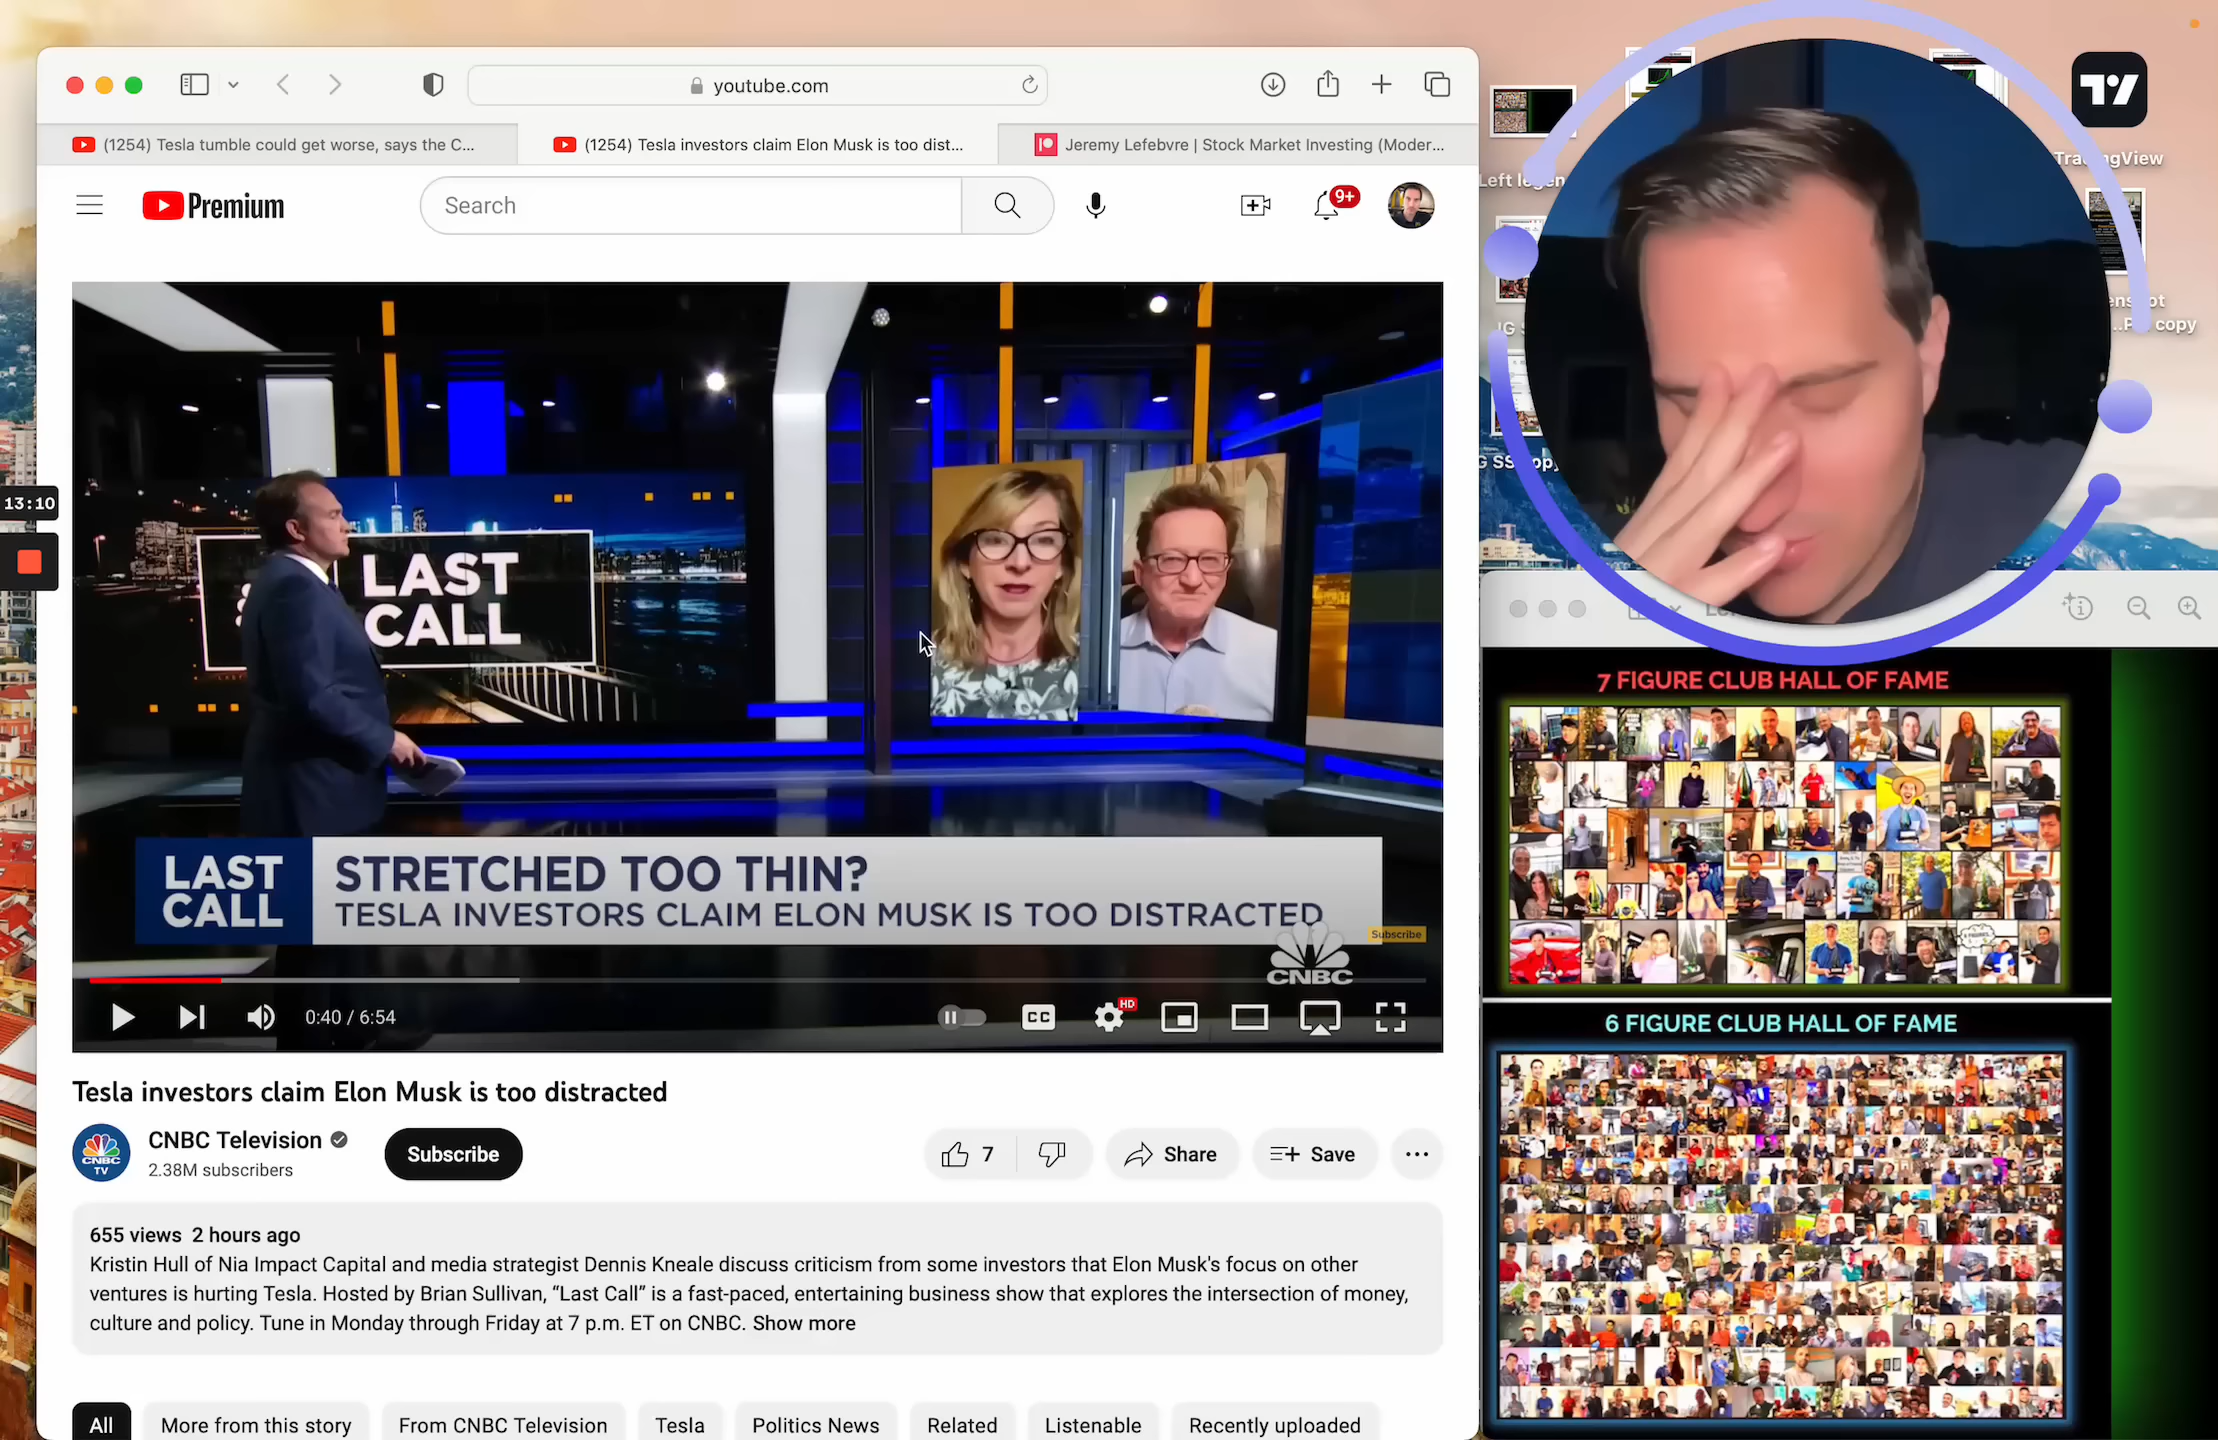 youtube.com
(1254) Tesla tumble could get worse, says the C...
(1254) Tesla investors claim Elon Musk is too dist...
Jeremy Lefebvre | Stock Market Investing (Moder...
Premium
Search
9+
TradingView
Left legen
13:10
LAST
CALL
LAST
CALL
STRETCHED TOO THIN?
TESLA INVESTORS CLAIM ELON MUSK IS TOO DISTRACTED
Subscribe
CNBC
0:40 / 6:54
CC
HD
Tesla investors claim Elon Musk is too distracted
CNBC
TV
CNBC Television
2.38M subscribers
Subscribe
7
Share
Save
655 views 2 hours ago
Kristin Hull of Nia Impact Capital and media strategist Dennis Kneale discuss criticism from some investors that Elon Musk's focus on other
ventures is hurting Tesla. Hosted by Brian Sullivan, “Last Call” is a fast-paced, entertaining business show that explores the intersection of money,
culture and policy. Tune in Monday through Friday at 7 p.m. ET on CNBC. Show more
All
More from this story
From CNBC Television
Tesla
Politics News
Related
Listenable
Recently uploaded
copy
7 FIGURE CLUB HALL OF FAME
6 FIGURE CLUB HALL OF FAME